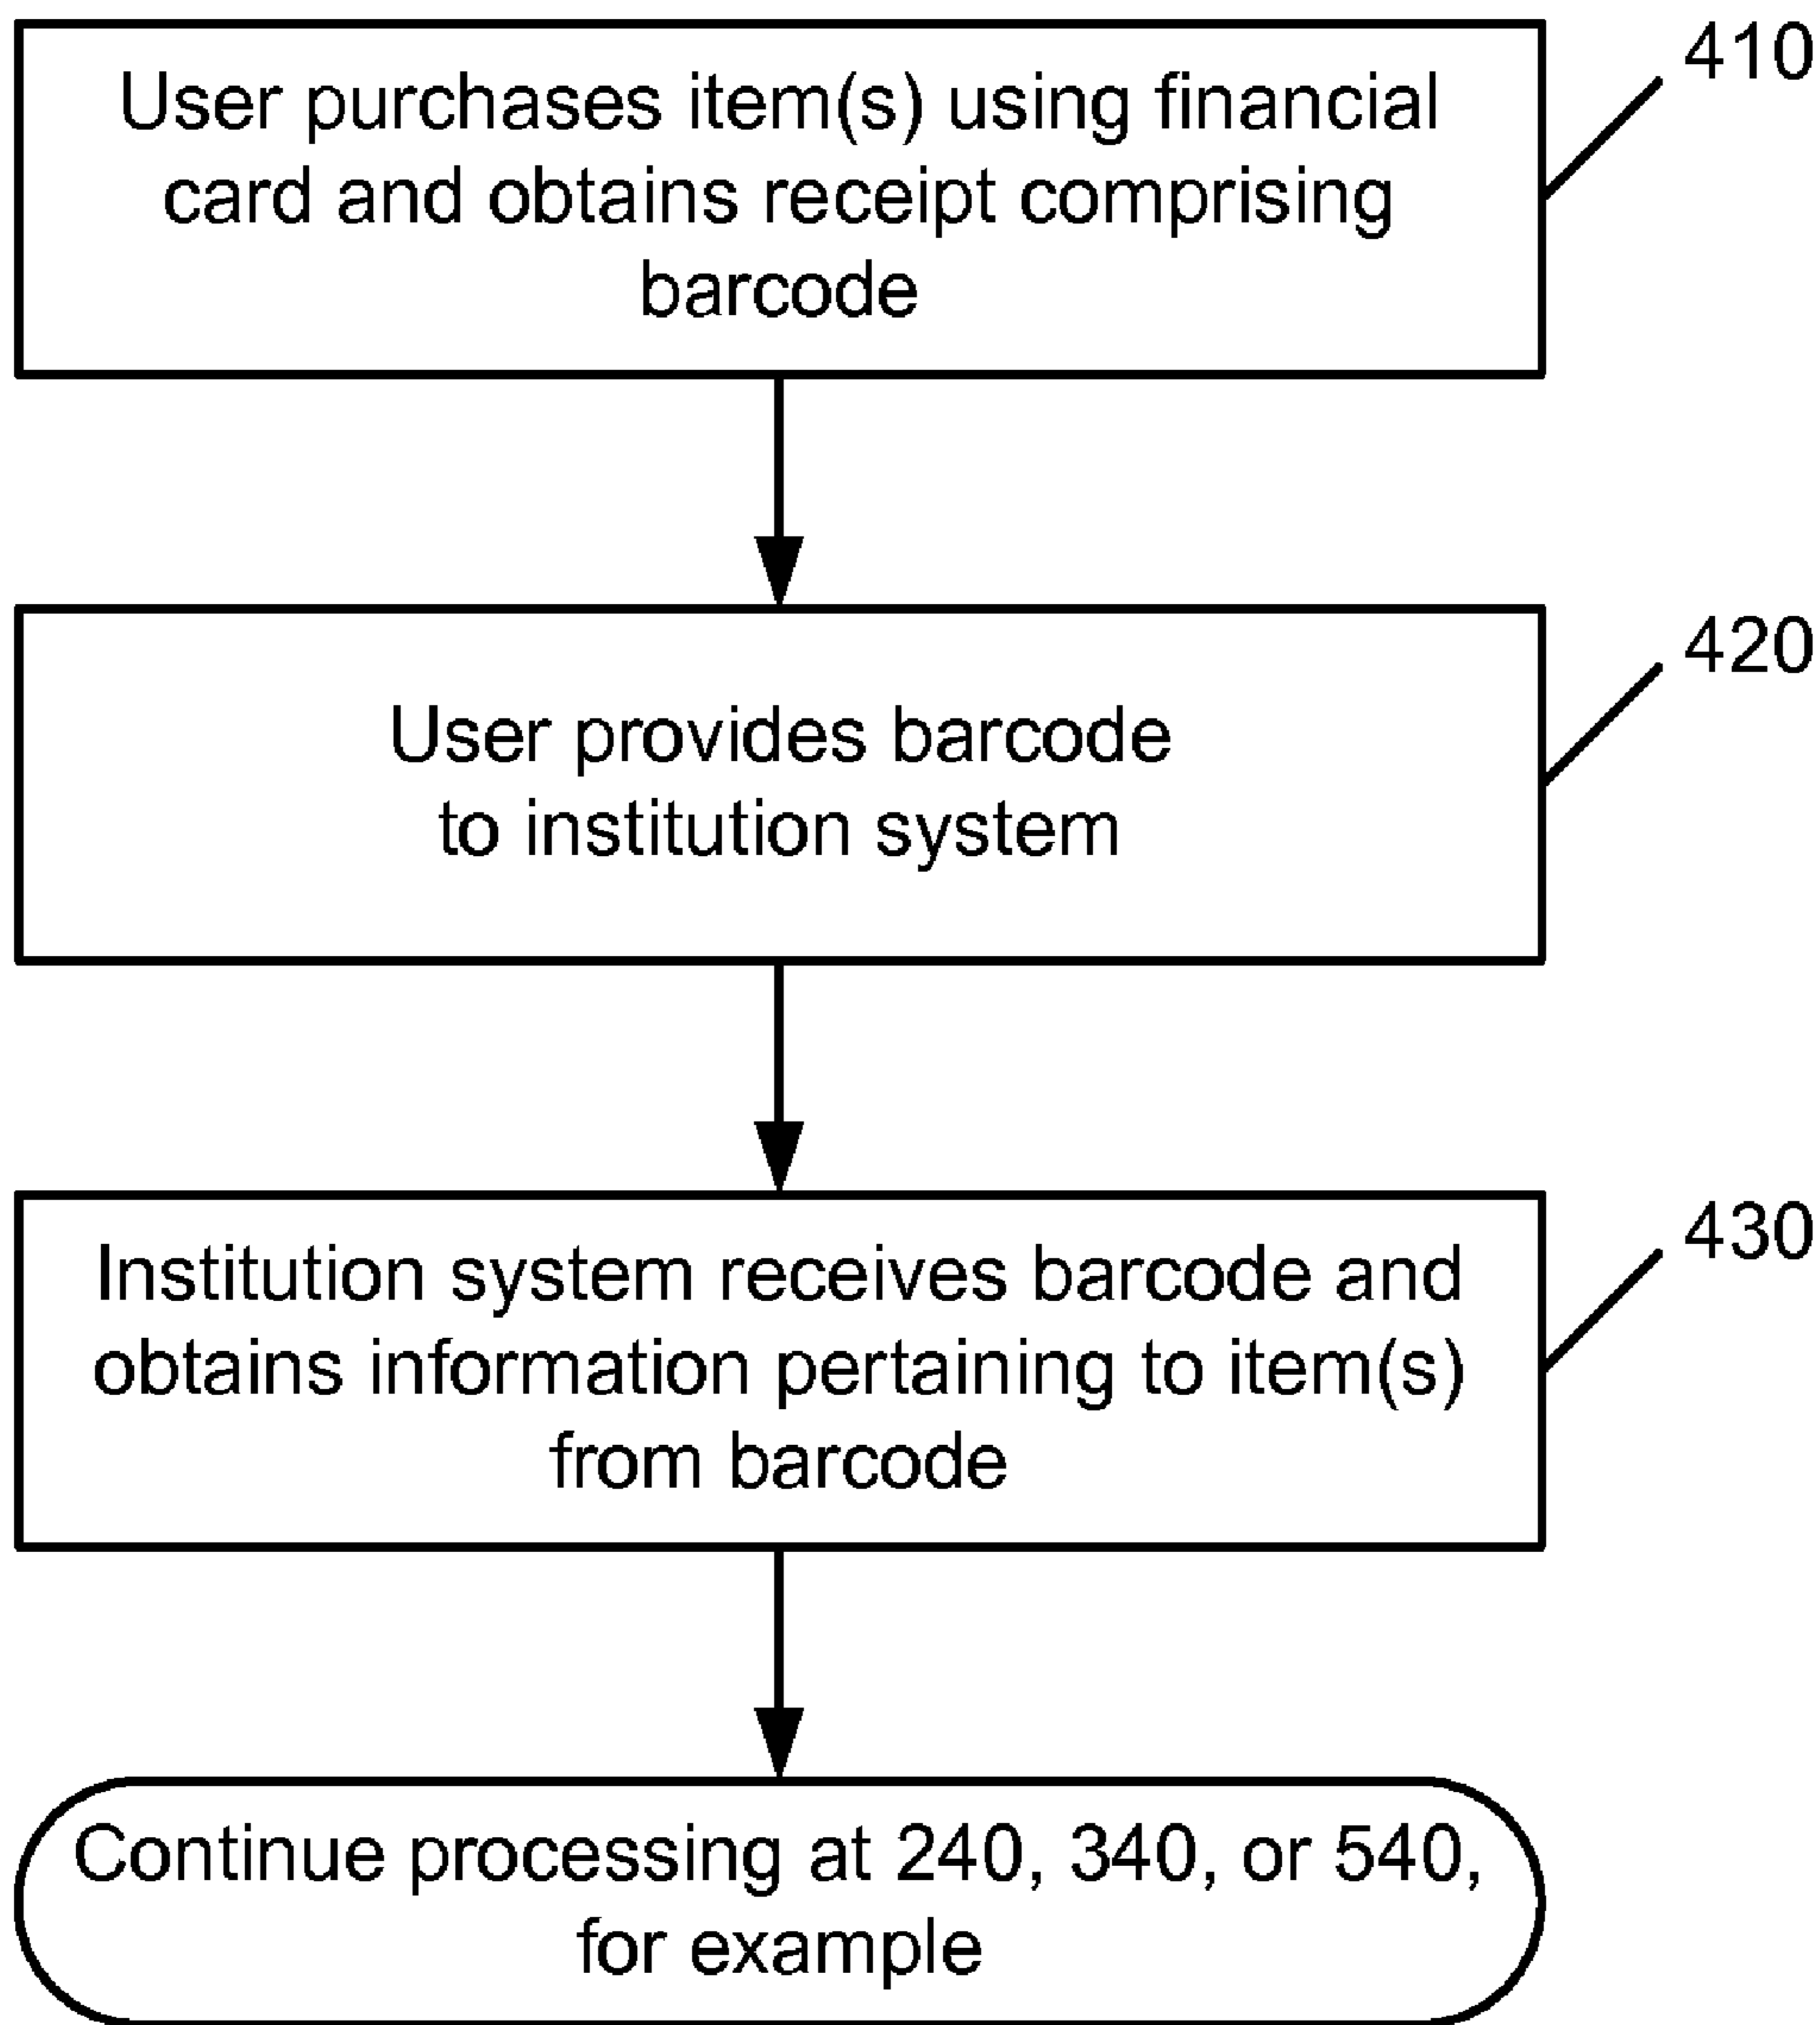 410
User purchases item(s) using financial
card and obtains receipt comprising
barcode
420
User provides barcode
to institution system
430
Institution system receives barcode and
obtains information pertaining to item(s)
from barcode
Continue processing at 240, 340, or 540,
for example